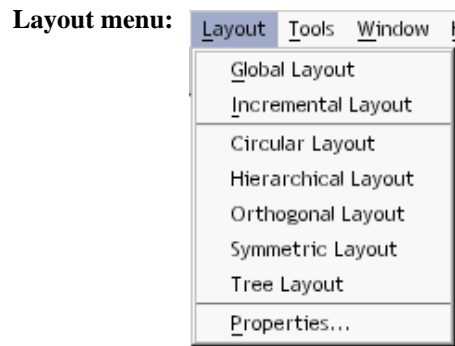 Layout menu:
Layout Tools Window
Global Layout
Incremental Layout
Circular Layout
Hierarchical Layout
Orthogonal Layout
Symmetric Layout
Tree Layout
Properties...